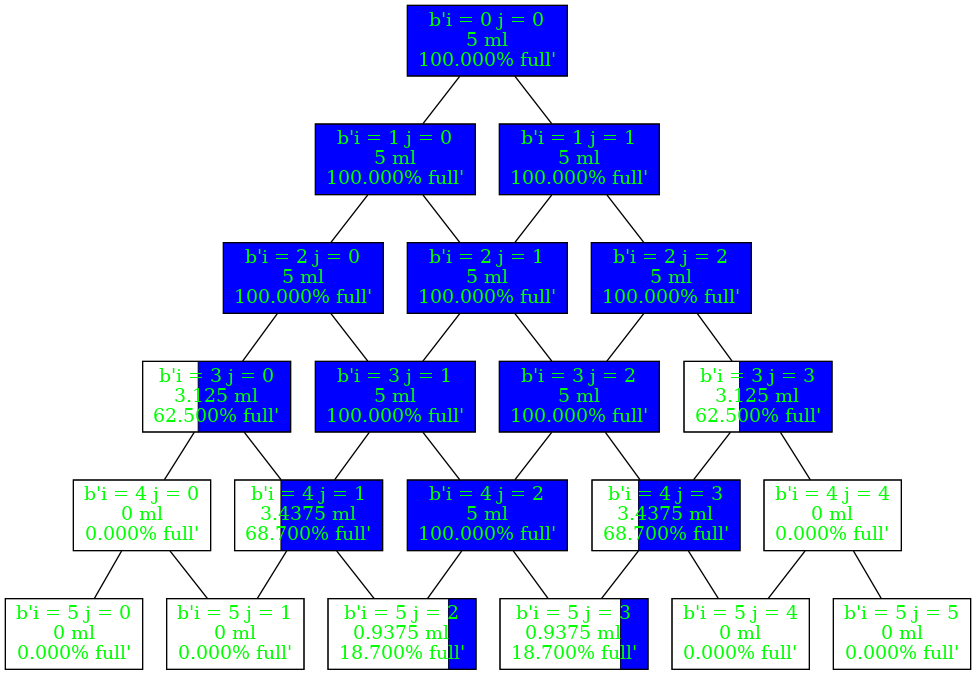 b'i = 0 j = 0
5 ml
100.000% full'
b'i = 1 j = 0
5 ml
100.000% full'
b'i = 1 j = 1
5 ml
100.000% full'
b'i = 2 j = 0
5 ml
100.000% full'
b'i = 2 j = 1
5 ml
100.000% full'
b'i = 2 j = 2
5 ml
100.000% full'
b'i = 3 j = 0
3.125 ml
62.500% full'
b'i = 3 j = 1
5 ml
100.000% full'
b'i = 3 j = 2
5 ml
100.000% full'
b'i = 3 j = 3
3.125 ml
62.500% full'
b'i = 4 j = 0
0 ml
0.000% full'
b'i = 4 j = 1
3.4375 ml
68.700% full'
b'i = 4 j = 2
5 ml
100.000% full'
b'i = 4 j = 3
3.4375 ml
68.700% full'
b'i = 4 j = 4
0 ml
0.000% full'
b'i = 5 j = 0
0 ml
0.000% full'
b'i = 5 j = 1
0 ml
0.000% full'
b'i = 5 j = 2
0.9375 ml
18.700% full'
b'i = 5 j = 3
0.9375 ml
18.700% full'
b'i = 5 j = 4
0 ml
0.000% full'
b'i = 5 j = 5
0 ml
0.000% full'